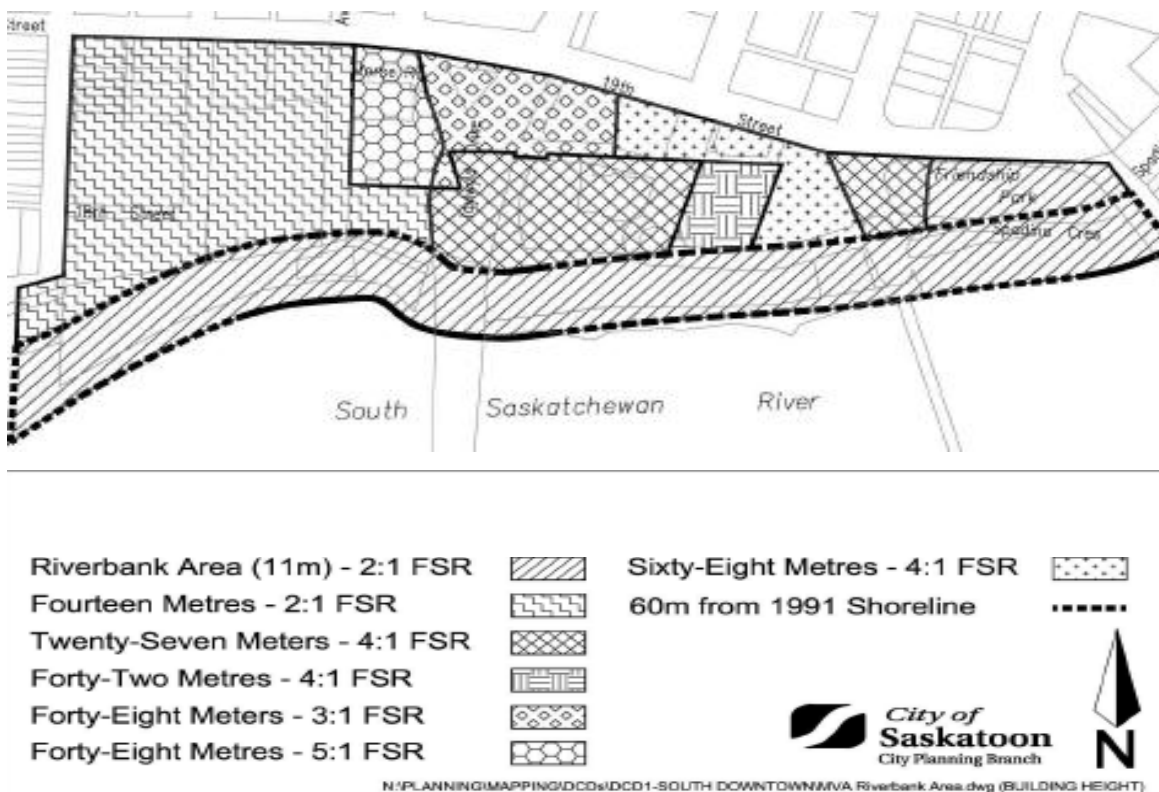 Street
19th
Street
Friendship
Park
18th Street
Spadina Cres
South Saskatchewan River
Riverbank Area (11m) - 2:1 FSR
Fourteen Metres - 2:1 FSR
Twenty-Seven Meters - 4:1 FSR
Forty-Two Metres - 4:1 FSR
Forty-Eight Meters - 3:1 FSR
Forty-Eight Metres - 5:1 FSR
Sixty-Eight Metres - 4:1 FSR
60m from 1991 Shoreline
City of
Saskatoon
City Planning Branch
N
N:\PLANNING\MAPPING\DCDs\DCD1-SOUTH DOWNTOWN\MVA Riverbank Area.dwg (BUILDING HEIGHT)